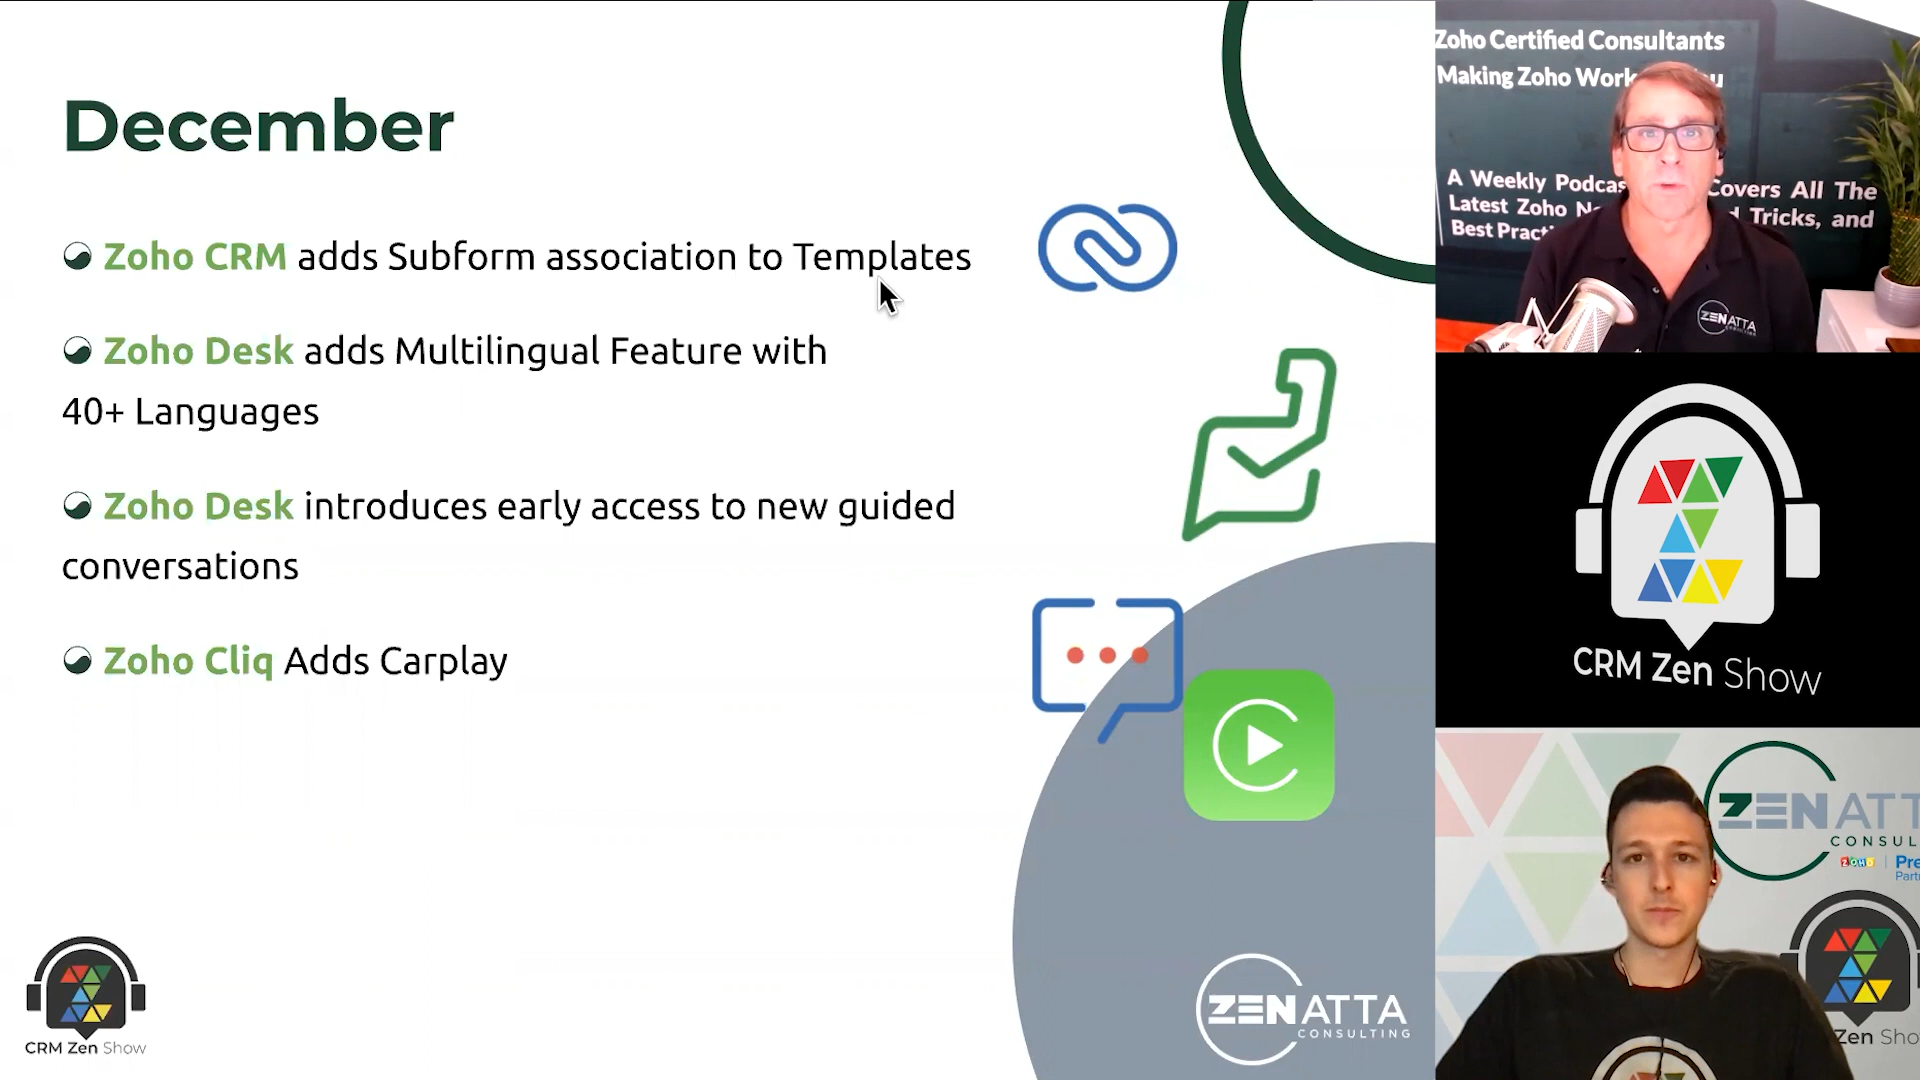 December
Zoho CRM adds Subform association to Templates
Zoho Desk adds Multilingual Feature with
40+ Languages
Zoho Desk introduces early access to new guided
conversations
Zoho Cliq Adds Carplay
CRM Zen Show
ZENATTA
CONSULTING
Zoho Certified Consultants
Making Zoho Work
A Weekly Podcas Covers All The
Latest Zoho Tricks, and
Best Pract
ZENATTA
CRM Zen Show
ZENATT
CONSUL
ZOHO Pre
Partn
Zen Sho